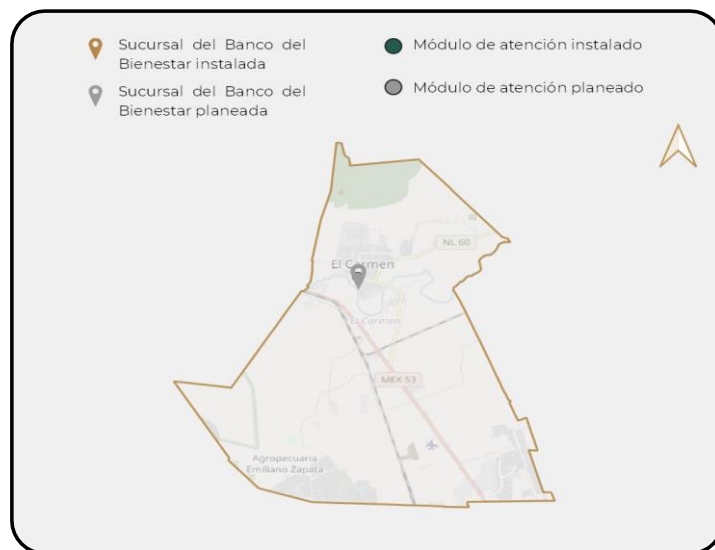 Sucursal del Banco del
Bienestar instalada
Sucursal del Banco del
Bienestar planeada
Módulo de atención instalado
Módulo de atención planeado
NL 60
El Carmen
El Carmen
MEX 53
Agropecuaria
Emiliano Zapata